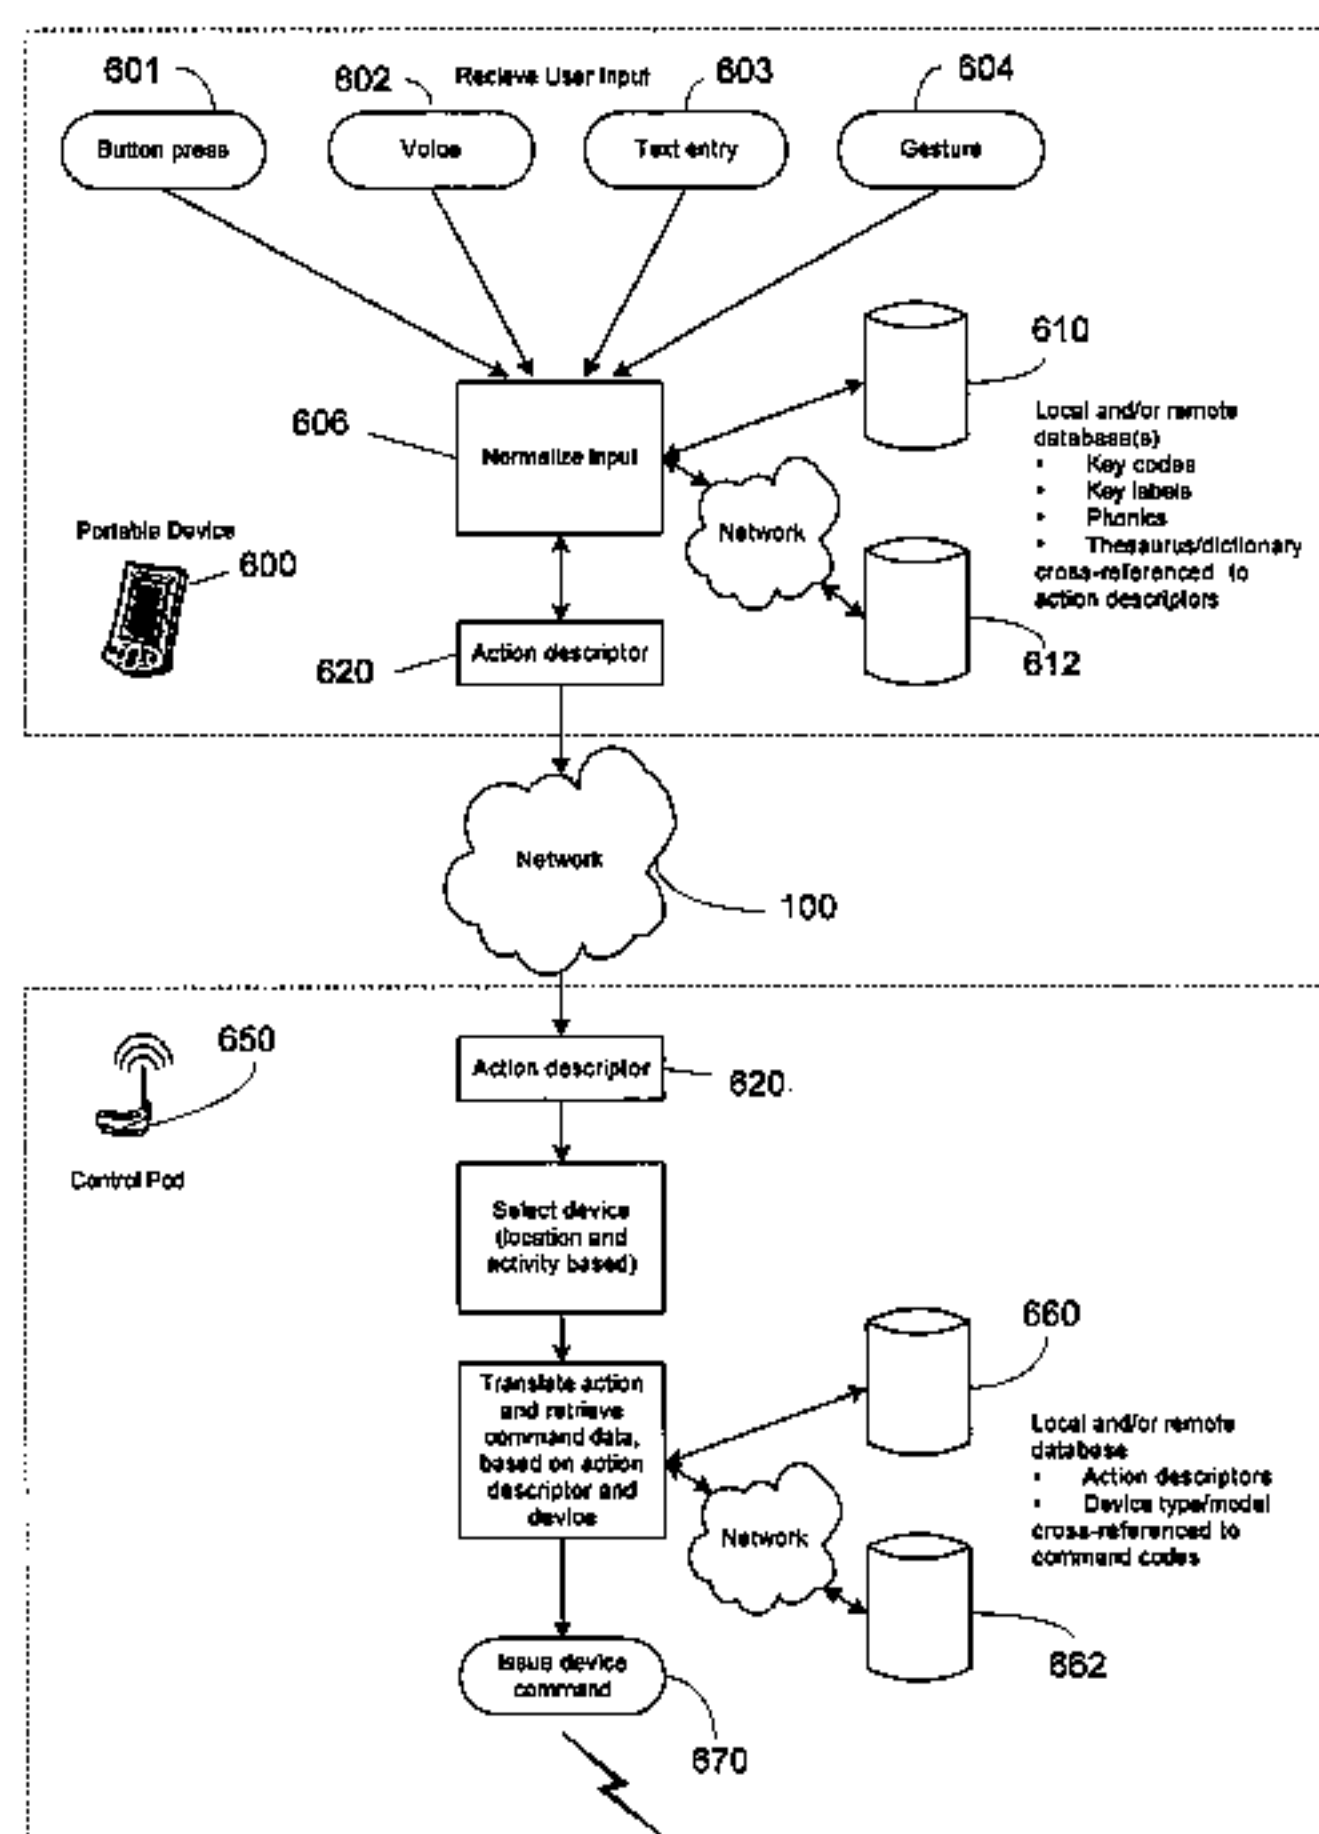 601
602
Recieve User Input
603
604
Button press
Voice
Text entry
Gesture
610
606
Normalize Input
Local and/or remote
database(s)
• Key codes
• Key labels
• Phonics
• Thesaurus/dictionary
cross-referenced to
action descriptors
Network
Portable Device
600
620
Action descriptor
612
Network
100
650
Action descriptor
620
Control Pod
Select device
(location and
activity based)
660
Translate action
and retrieve
command data,
based on action
descriptor and
device
Local and/or remote
database
• Action descriptors
• Device type/model
cross-referenced to
command codes
Network
662
Issue device
command
670